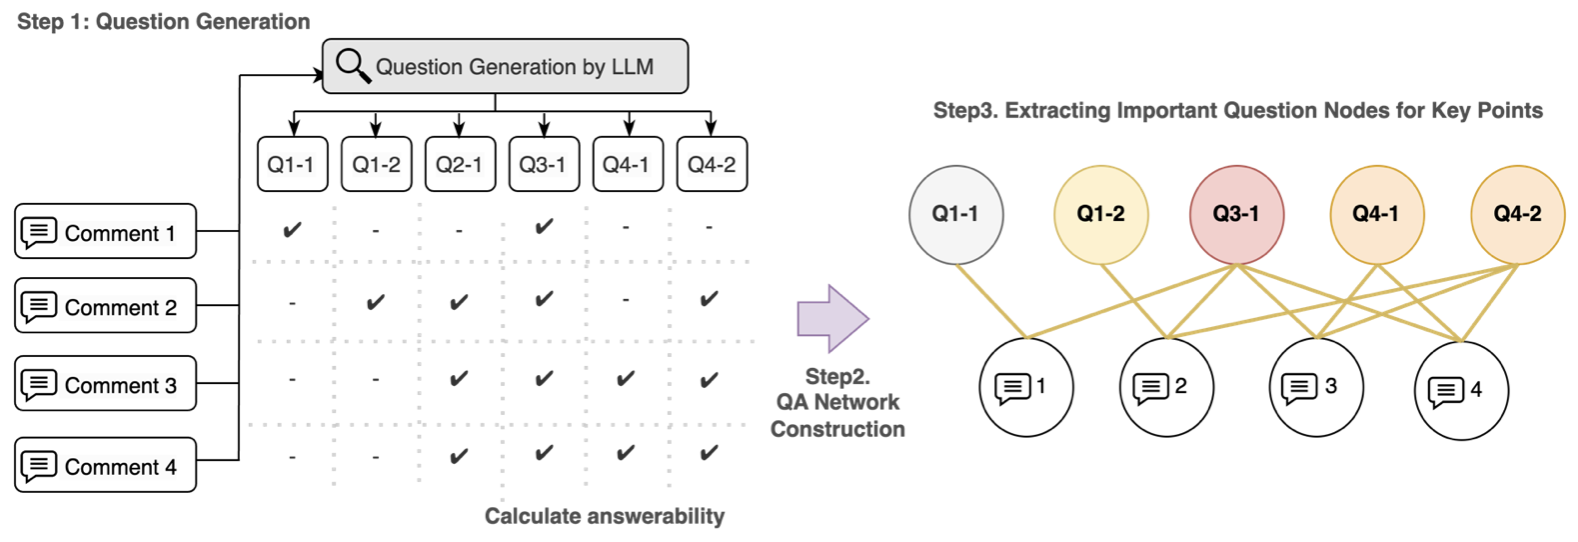 Step 1: Question Generation
Question Generation by LLM
Q1-1 Q1-2 Q2-1 Q3-1 Q4-1 Q4-2
Comment 1 ✔ - - ✔ - -
Comment 2 - ✔ ✔ ✔ - ✔
Comment 3 - - ✔ ✔ ✔ ✔
Comment 4 - - ✔ ✔ ✔ ✔
Calculate answerability
Step2.
QA Network
Construction
Step3. Extracting Important Question Nodes for Key Points
Q1-1 Q1-2 Q3-1 Q4-1 Q4-2
1 2 3 4